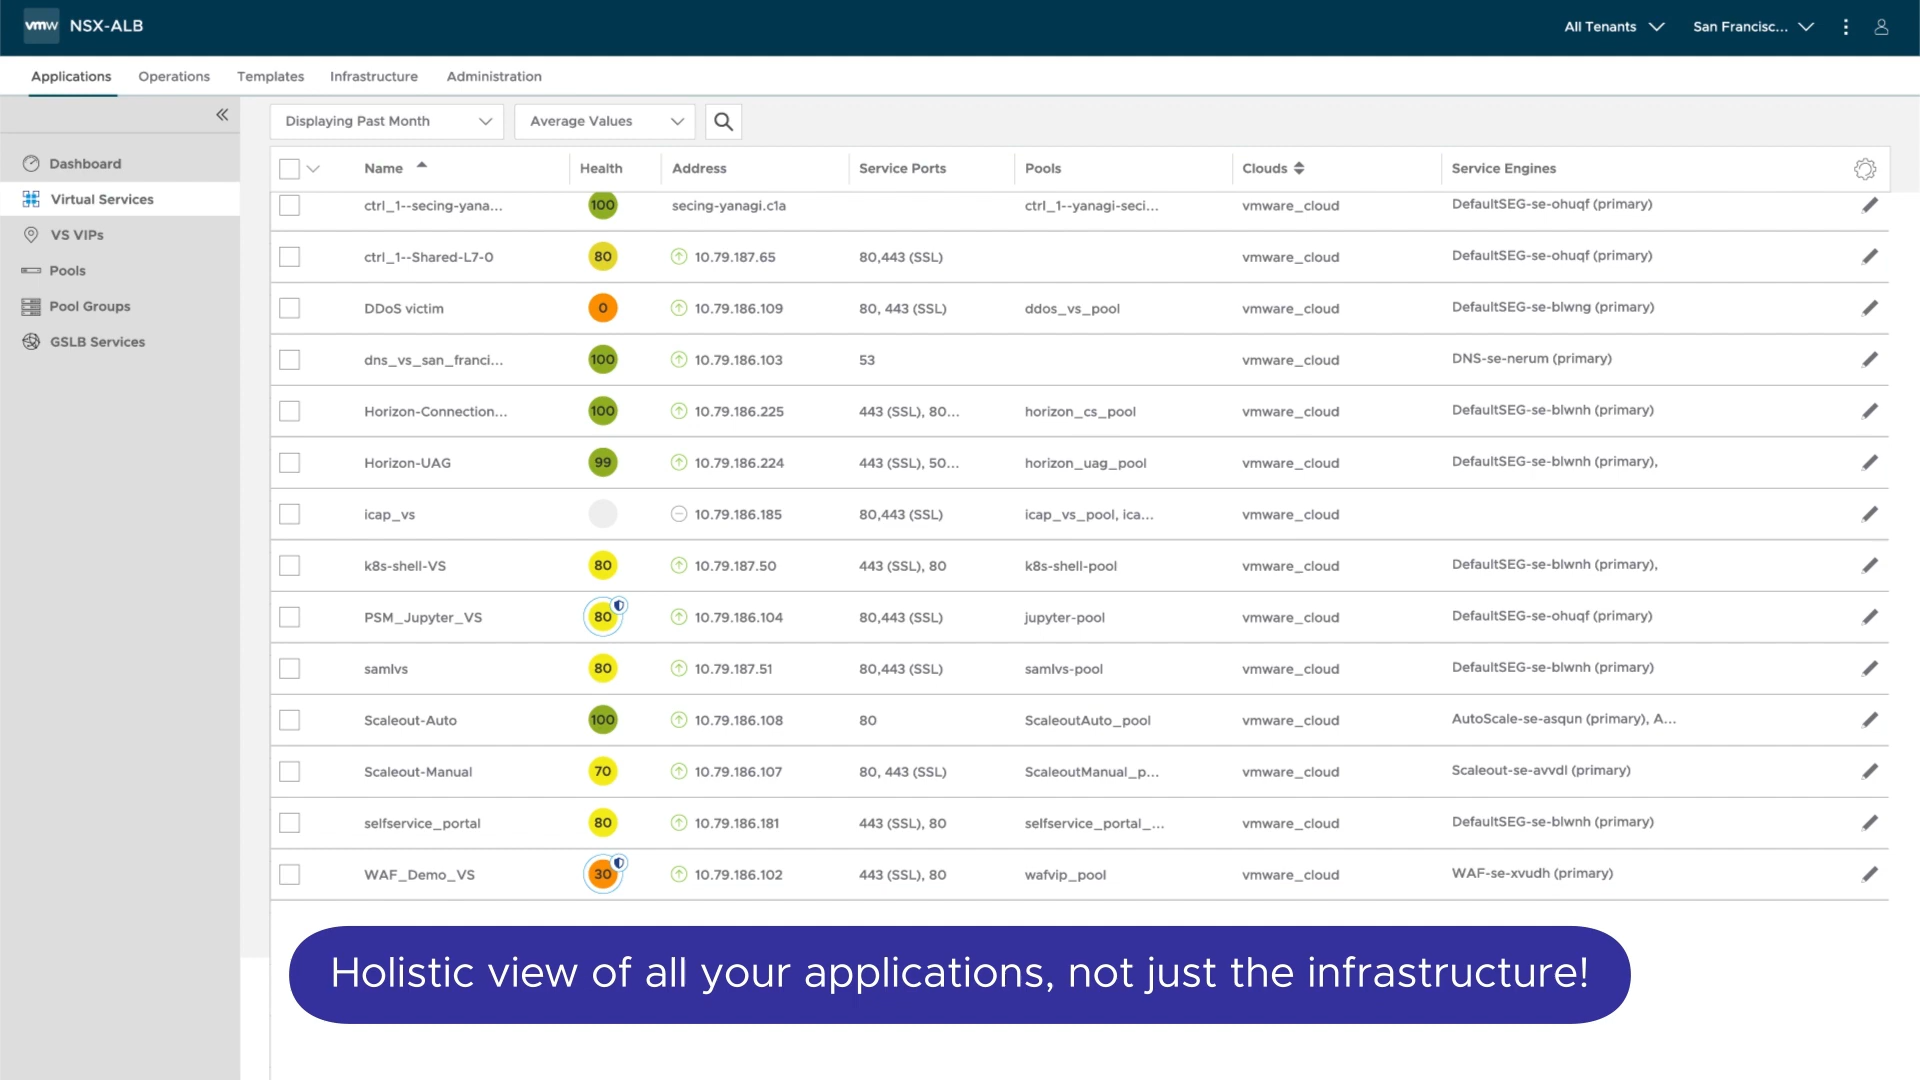 vmw NSX-ALB All Tenants San Francisc...
Applications Operations Templates Infrastructure Administration
Displaying Past Month Average Values
Dashboard
Virtual Services
VS VIPs
Pools
Pool Groups
GSLB Services
Name Health Address Service Ports Pools Clouds Service Engines
ctrl_1--secing-yana... 100 secing-yanagi.c1a ctrl_1--yanagi-seci... vmware_cloud DefaultSEG-se-ohuqf (primary)
ctrl_1--Shared-L7-0 80 10.79.187.65 80,443 (SSL) vmware_cloud DefaultSEG-se-ohuqf (primary)
DDoS victim 0 10.79.186.109 80, 443 (SSL) ddos_vs_pool vmware_cloud DefaultSEG-se-blwng (primary)
dns_vs_san_franci... 100 10.79.186.103 53 vmware_cloud DNS-se-nerum (primary)
Horizon-Connection... 100 10.79.186.225 443 (SSL), 80... horizon_cs_pool vmware_cloud DefaultSEG-se-blwnh (primary)
Horizon-UAG 99 10.79.186.224 443 (SSL), 50... horizon_uag_pool vmware_cloud DefaultSEG-se-blwnh (primary),
icap_vs 10.79.186.185 80,443 (SSL) icap_vs_pool, ica... vmware_cloud
k8s-shell-VS 80 10.79.187.50 443 (SSL), 80 k8s-shell-pool vmware_cloud DefaultSEG-se-blwnh (primary),
PSM_Jupyter_VS 80 10.79.186.104 80,443 (SSL) jupyter-pool vmware_cloud DefaultSEG-se-ohuqf (primary)
samlvs 80 10.79.187.51 80,443 (SSL) samlvs-pool vmware_cloud DefaultSEG-se-blwnh (primary)
Scaleout-Auto 100 10.79.186.108 80 ScaleoutAuto_pool vmware_cloud AutoScale-se-asqun (primary), A...
Scaleout-Manual 70 10.79.186.107 80, 443 (SSL) ScaleoutManual_p... vmware_cloud Scaleout-se-avvdl (primary)
selfservice_portal 80 10.79.186.181 443 (SSL), 80 selfservice_portal_... vmware_cloud DefaultSEG-se-blwnh (primary)
WAF_Demo_VS 30 10.79.186.102 443 (SSL), 80 wafvip_pool vmware_cloud WAF-se-xvudh (primary)
Holistic view of all your applications, not just the infrastructure!